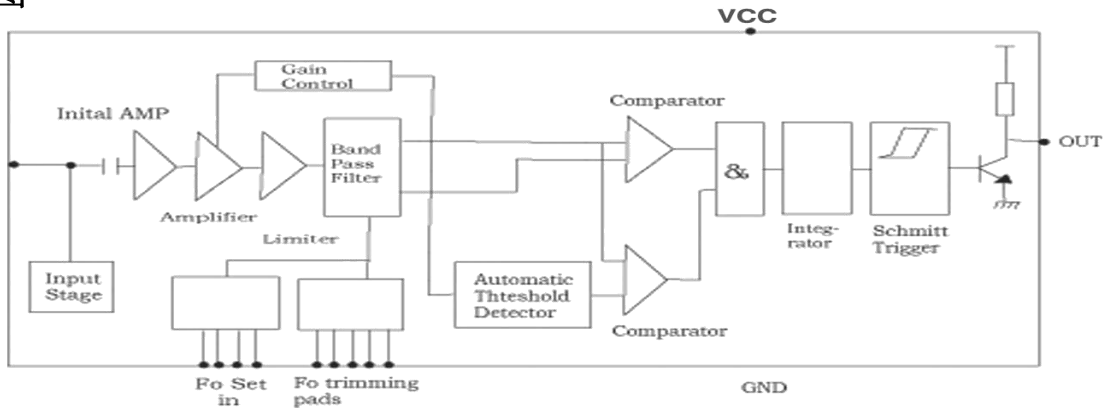 VCC
Gain
Control
Inital AMP
Comparator
Band
Pass
Filter
&
OUT
Amplifier
Limiter
Integ-
rator
Schmitt
Trigger
Input
Stage
Automatic
Thteshold
Detector
Comparator
Fo Set
in
Fo trimming
pads
GND